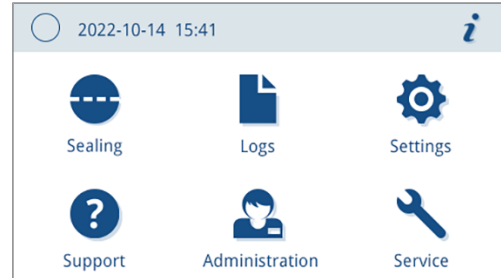 2022-10-14 15:41 i
Sealing Logs Settings
? 
Support Administration Service